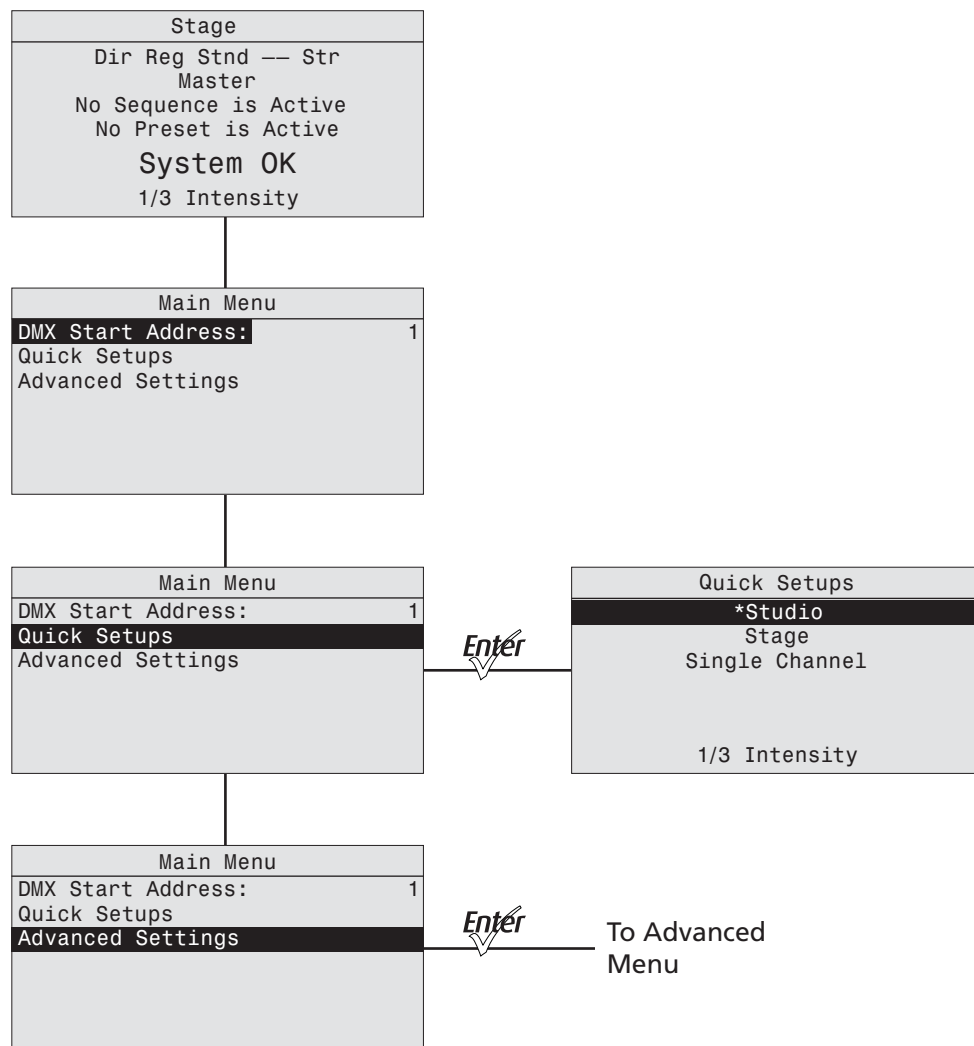 Stage
Dir Reg Stnd –– Str
Master
No Sequence is Active
No Preset is Active
System OK
1/3 Intensity
Main Menu
DMX Start Address: 1
Quick Setups
Advanced Settings
Main Menu
DMX Start Address: 1
Quick Setups
Advanced Settings
Enter
Quick Setups
*Studio
Stage
Single Channel
1/3 Intensity
Main Menu
DMX Start Address: 1
Quick Setups
Advanced Settings
Enter
To Advanced
Menu